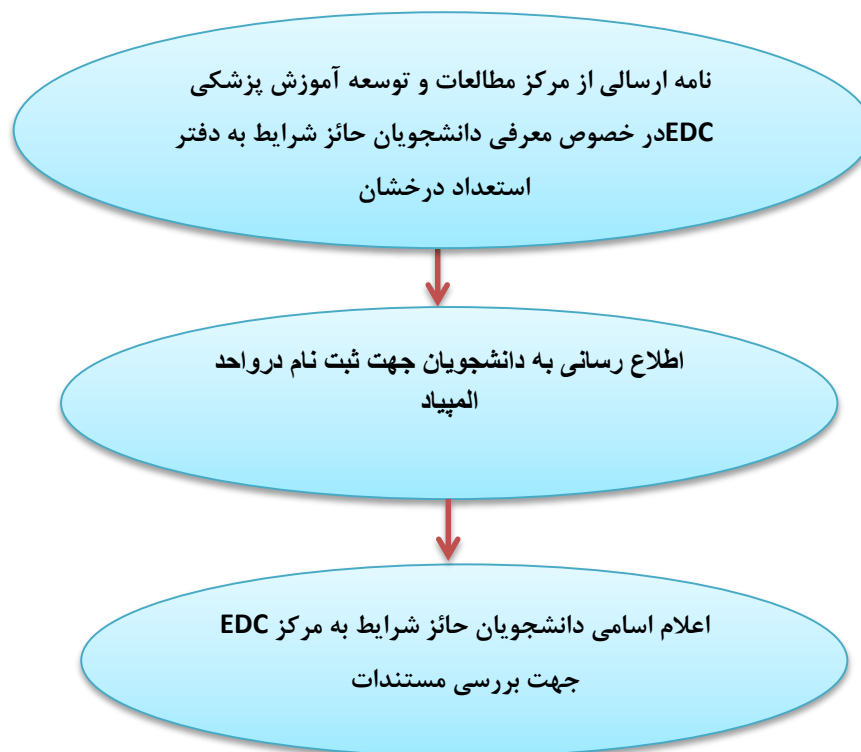 نامه ارسالی از مرکز مطالعات و توسعه آموزش پزشکی
EDCدر خصوص معرفی دانشجویان حائز شرایط به دفتر
استعداد درخشان
اطلاع رسانی به دانشجویان جهت ثبت نام درواحد
المپیاد
اعلام اسامی دانشجویان حائز شرایط به مرکز EDC
جهت بررسی مستندات